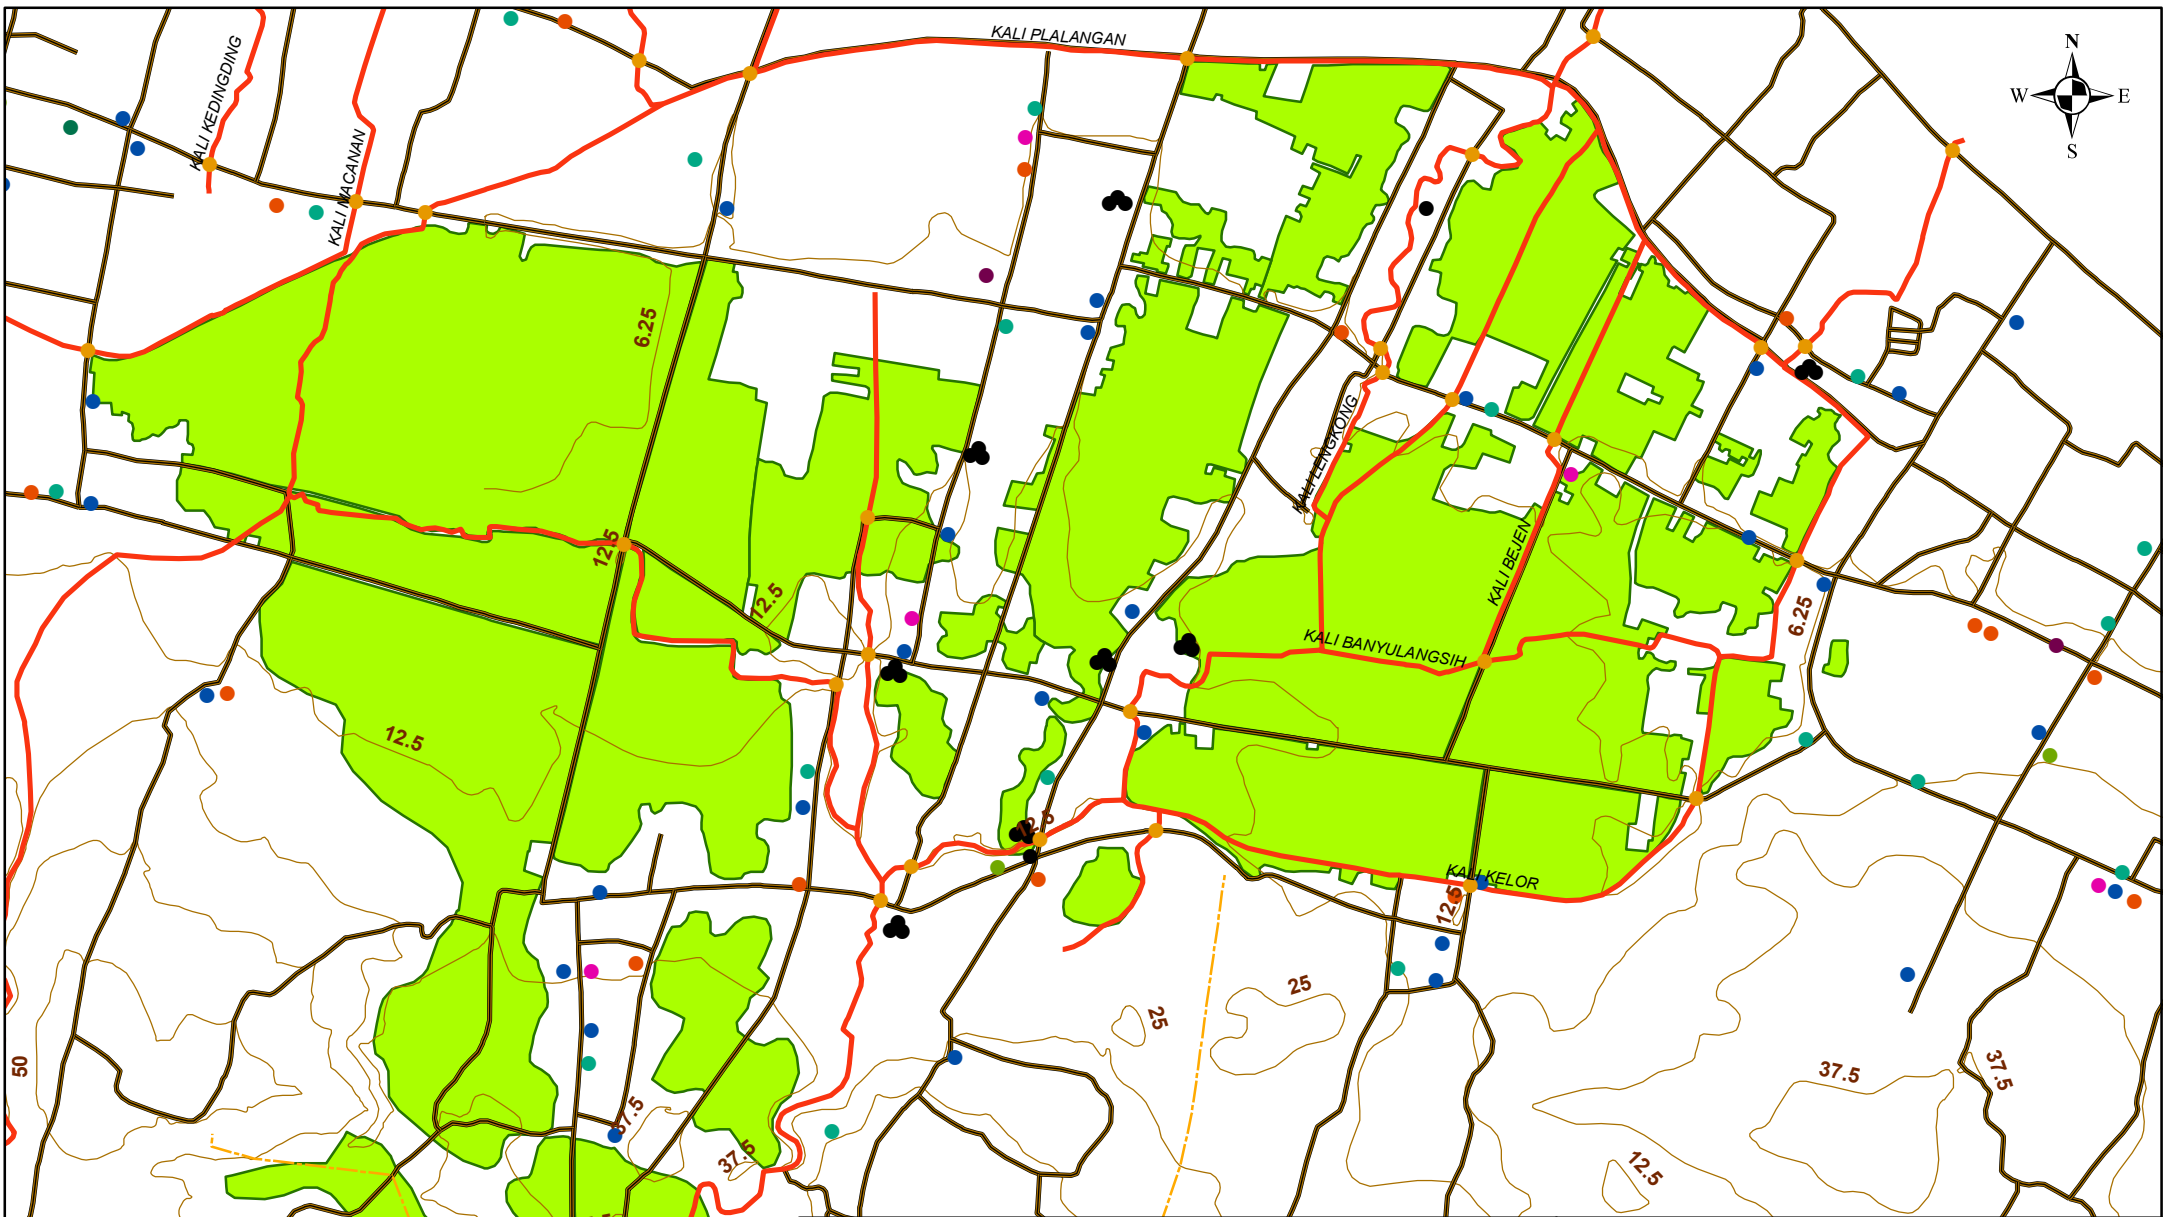 KALI PLALANGAN
N
W E
S
KALI KEDINGDING
KALI MACANAN
6.25
KALI LENGKONG
12.5
12.5
KALI BEJEN
6.25
KALI BANYULANGSIH
12.5
12.5
KALI KELOR
12.5
25
25
50
37.5
37.5
37.5
37.5
12.5